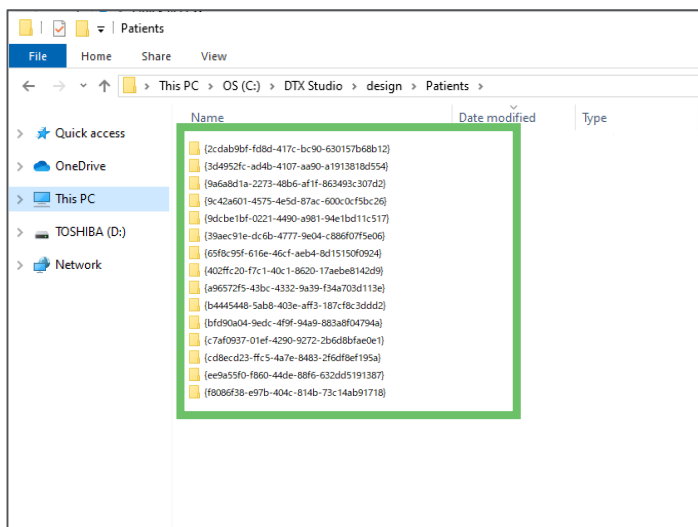 Patients
File Home Share View
This PC > OS (C:) > DTX Studio > design > Patients >
Name Date modified Type
Quick access
OneDrive
This PC
TOSHIBA (D:)
Network
{2cdab9bf-fd8d-417c-bc90-630157b68b12}
{3d4952fc-ad4b-4107-aa90-a1913818d554}
{9a6a8d1a-2273-48b6-af1f-863493c307d2}
{9c42a601-4575-4e5d-87ac-600c0cf5bc26}
{9dcbe1bf-0221-4490-a981-94e1bd11c517}
{39aec91e-dc6b-4777-9e04-c886f07f5e06}
{65f8c95f-616e-46cf-aeb4-8d15150f0924}
{402ffc20-f7c1-40c1-8620-17aebe8142d9}
{a96572f5-43bc-4332-9a39-f34a703d113e}
{b4445448-5ab8-403e-aff3-187cf8c3ddd2}
{bfd90a04-9edc-4f9f-94a9-883a8f04794a}
{c7af0937-01ef-4290-9272-2b6d8bfae0e1}
{cd8ecd23-ffc5-4a7e-8483-2f6df8ef195a}
{ee9a55f0-f860-44de-88f6-632dd5191387}
{f8086f38-e97b-404c-814b-73c14ab91718}